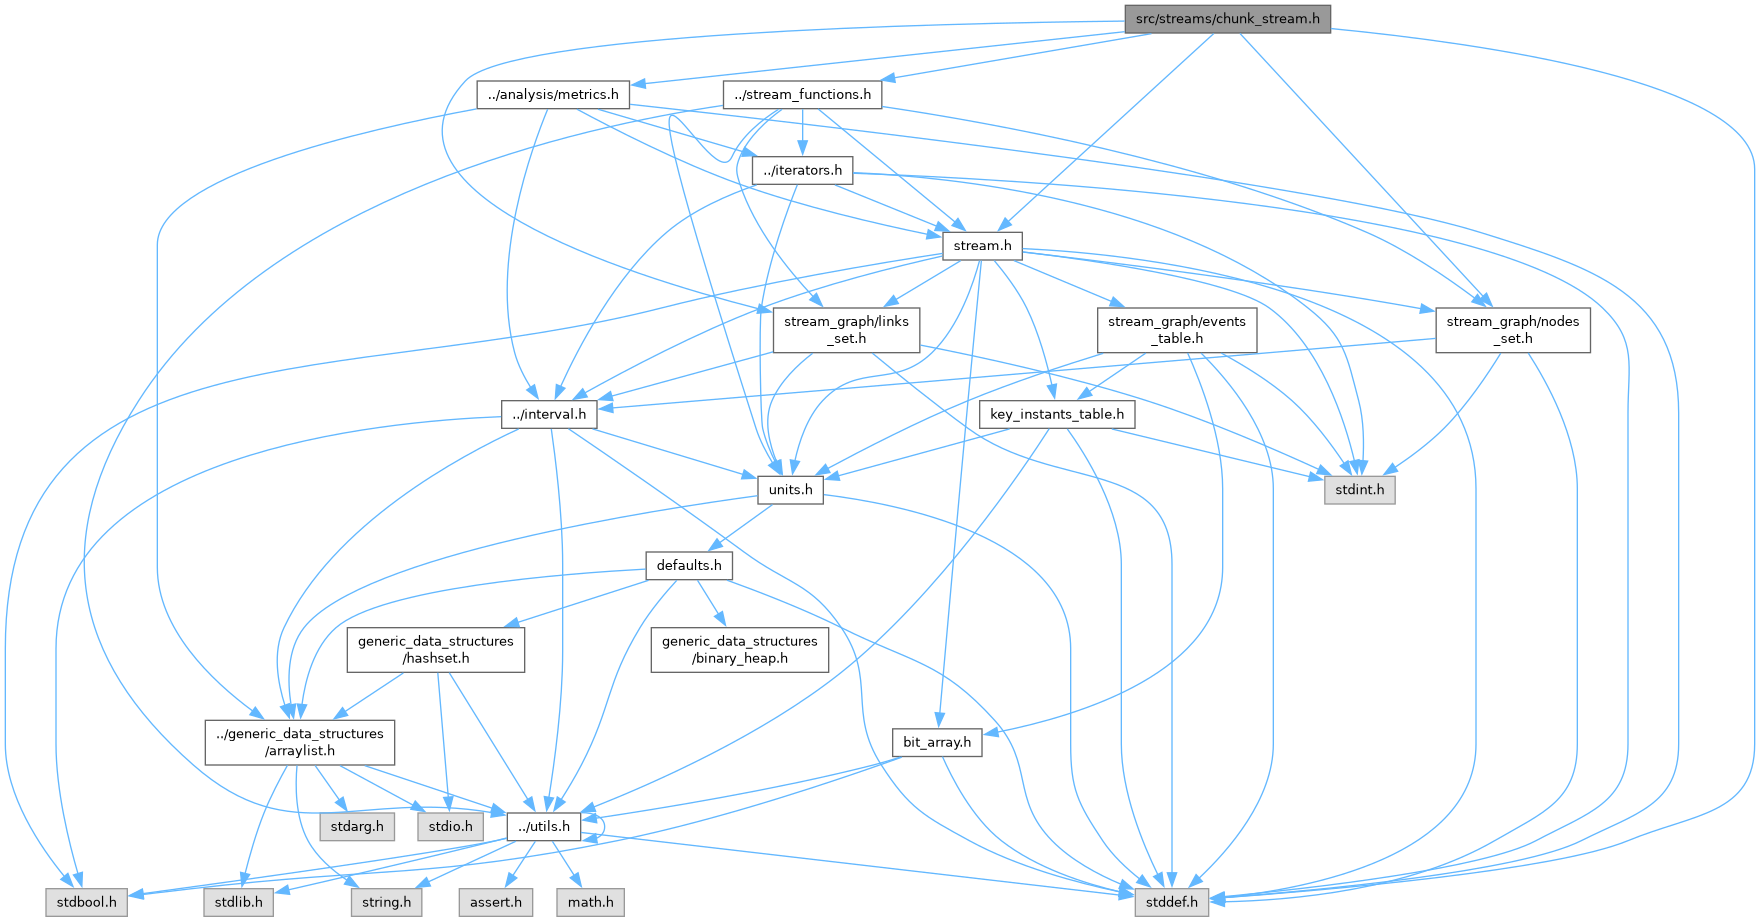 src/streams/chunk_stream.h
../analysis/metrics.h
../stream_functions.h
../iterators.h
stream.h
stream_graph/links
_set.h
stream_graph/events
_table.h
stream_graph/nodes
_set.h
../interval.h
key_instants_table.h
units.h
stdint.h
defaults.h
generic_data_structures
/hashset.h
generic_data_structures
/binary_heap.h
../generic_data_structures
/arraylist.h
bit_array.h
stdarg.h
stdio.h
../utils.h
stdbool.h
stdlib.h
string.h
assert.h
math.h
stddef.h